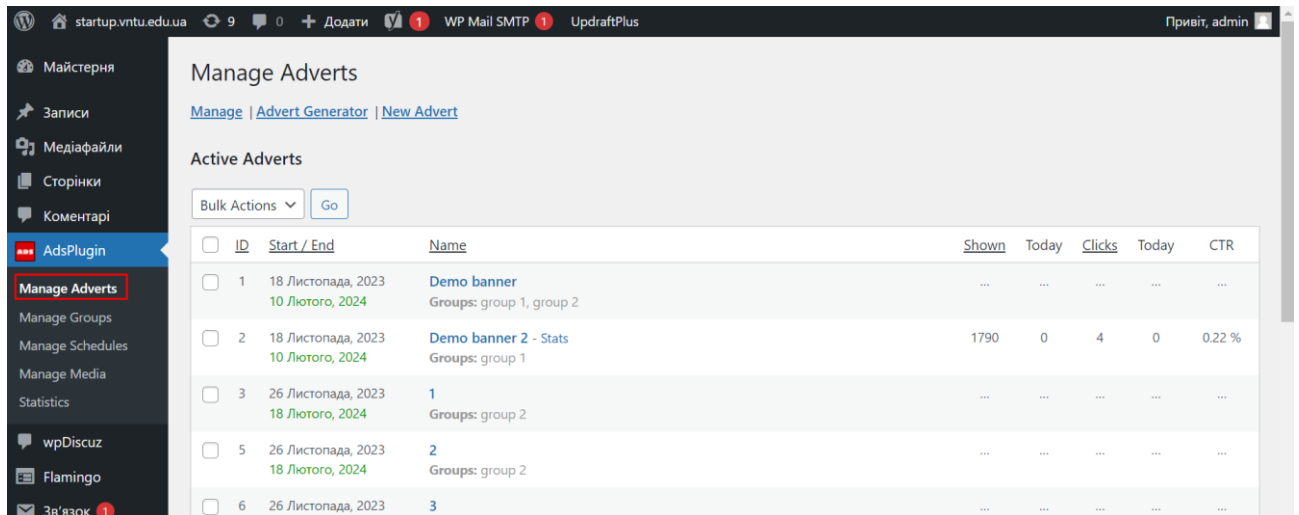 startup.vntu.edu.ua 9 0 + Додати 1 WP Mail SMTP 1 UpdraftPlus Привіт, admin
Майстерня
Записи
Медіафайли
Сторінки
Коментарі
ADS AdsPlugin
Manage Adverts
Manage Groups
Manage Schedules
Manage Media
Statistics
wpDiscuz
Flamingo
Зв'язок 1
Manage Adverts
Manage | Advert Generator | New Advert
Active Adverts
Bulk Actions Go
ID Start / End Name Shown Today Clicks Today CTR
1 18 Листопада, 2023 Demo banner ... ... ... ... ...
10 Лютого, 2024 Groups: group 1, group 2
2 18 Листопада, 2023 Demo banner 2 - Stats 1790 0 4 0 0.22 %
10 Лютого, 2024 Groups: group 1
3 26 Листопада, 2023 1 ... ... ... ... ...
18 Лютого, 2024 Groups: group 2
5 26 Листопада, 2023 2 ... ... ... ... ...
18 Лютого, 2024 Groups: group 2
6 26 Листопада, 2023 3 ... ... ... ... ...